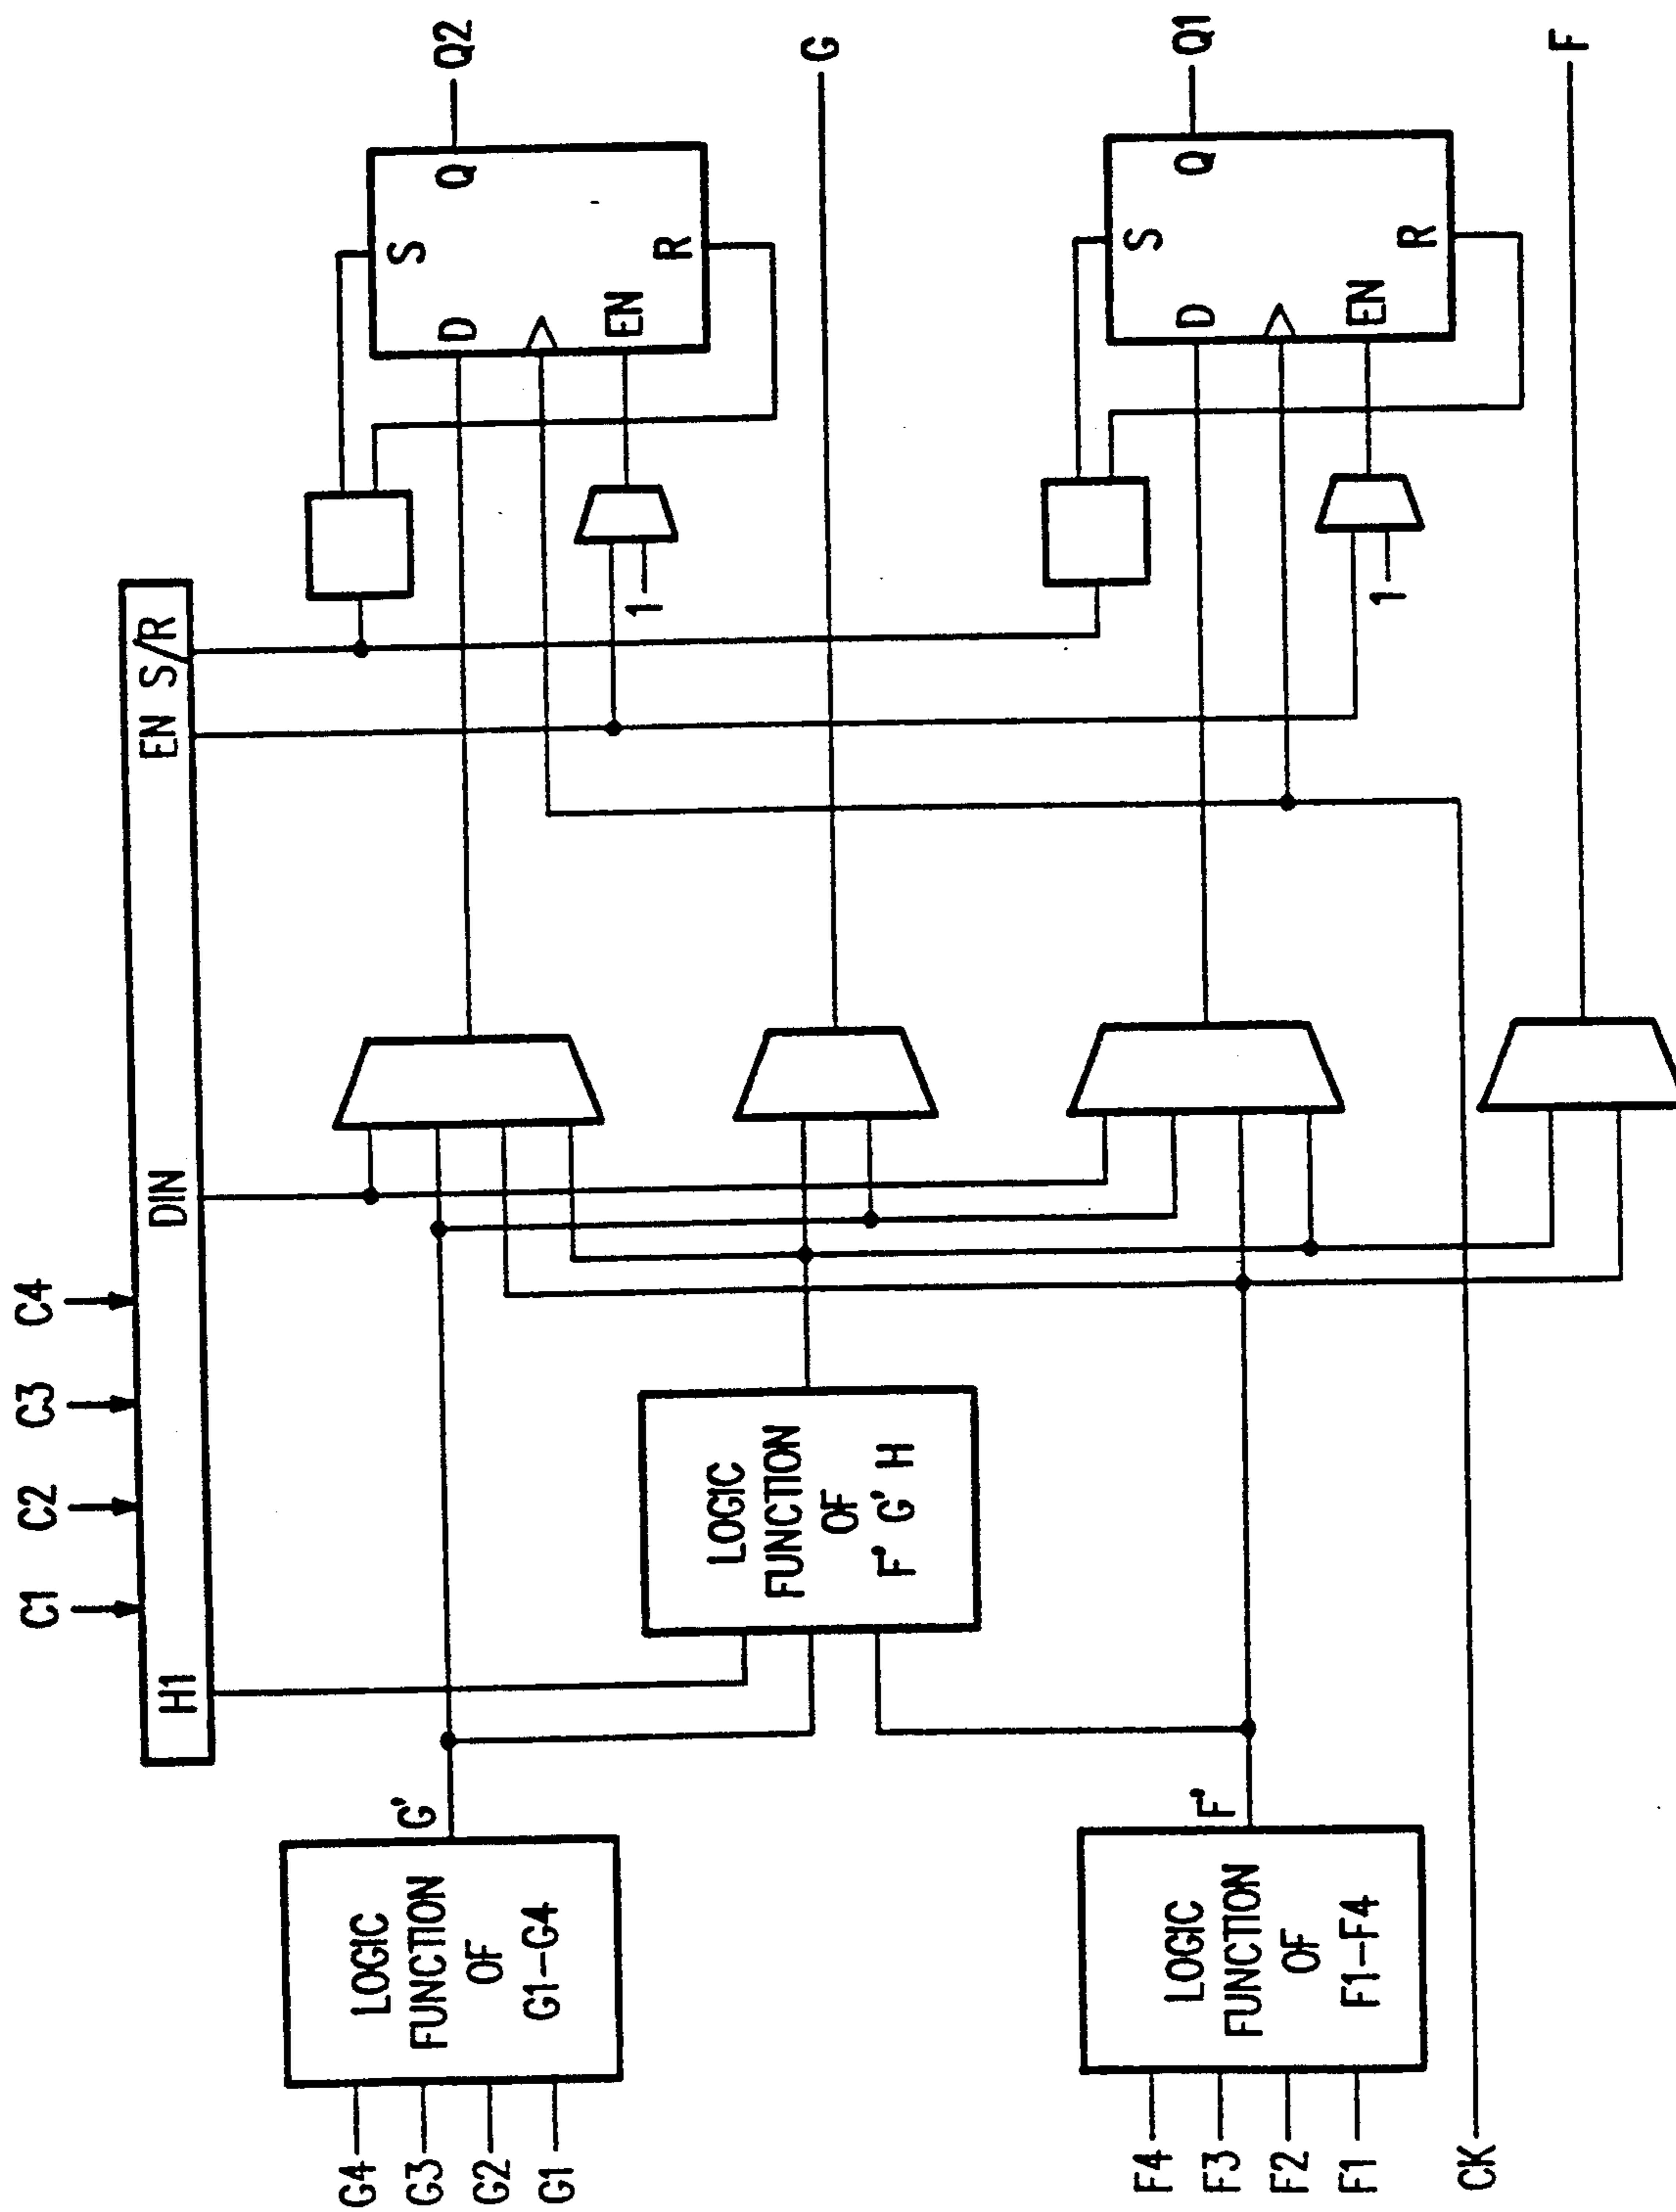 C1
C2
C3
C4
H1
DIN
EN
S/R
G4
G3
G2
G1
LOGIC
FUNCTION
OF
G1-G4
G'
LOGIC
FUNCTION
OF
F' G' H
1
S
D
Q
EN
R
Q2
G
F4
F3
F2
F1
LOGIC
FUNCTION
OF
F1-F4
F'
1
S
D
Q
EN
R
Q1
F
CK